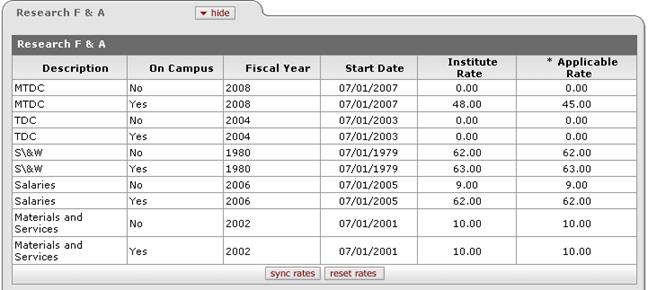 Research F & A
hide
Research F & A
Description On Campus Fiscal Year Start Date Institute Rate * Applicable Rate
MTDC No 2008 07/01/2007 0.00 0.00
MTDC Yes 2008 07/01/2007 48.00 45.00
TDC No 2004 07/01/2003 0.00 0.00
TDC Yes 2004 07/01/2003 0.00 0.00
S\&W No 1980 07/01/1979 62.00 62.00
S\&W Yes 1980 07/01/1979 63.00 63.00
Salaries No 2006 07/01/2005 9.00 9.00
Salaries Yes 2006 07/01/2005 62.00 62.00
Materials and Services No 2002 07/01/2001 10.00 10.00
Materials and Services Yes 2002 07/01/2001 10.00 10.00
sync rates reset rates